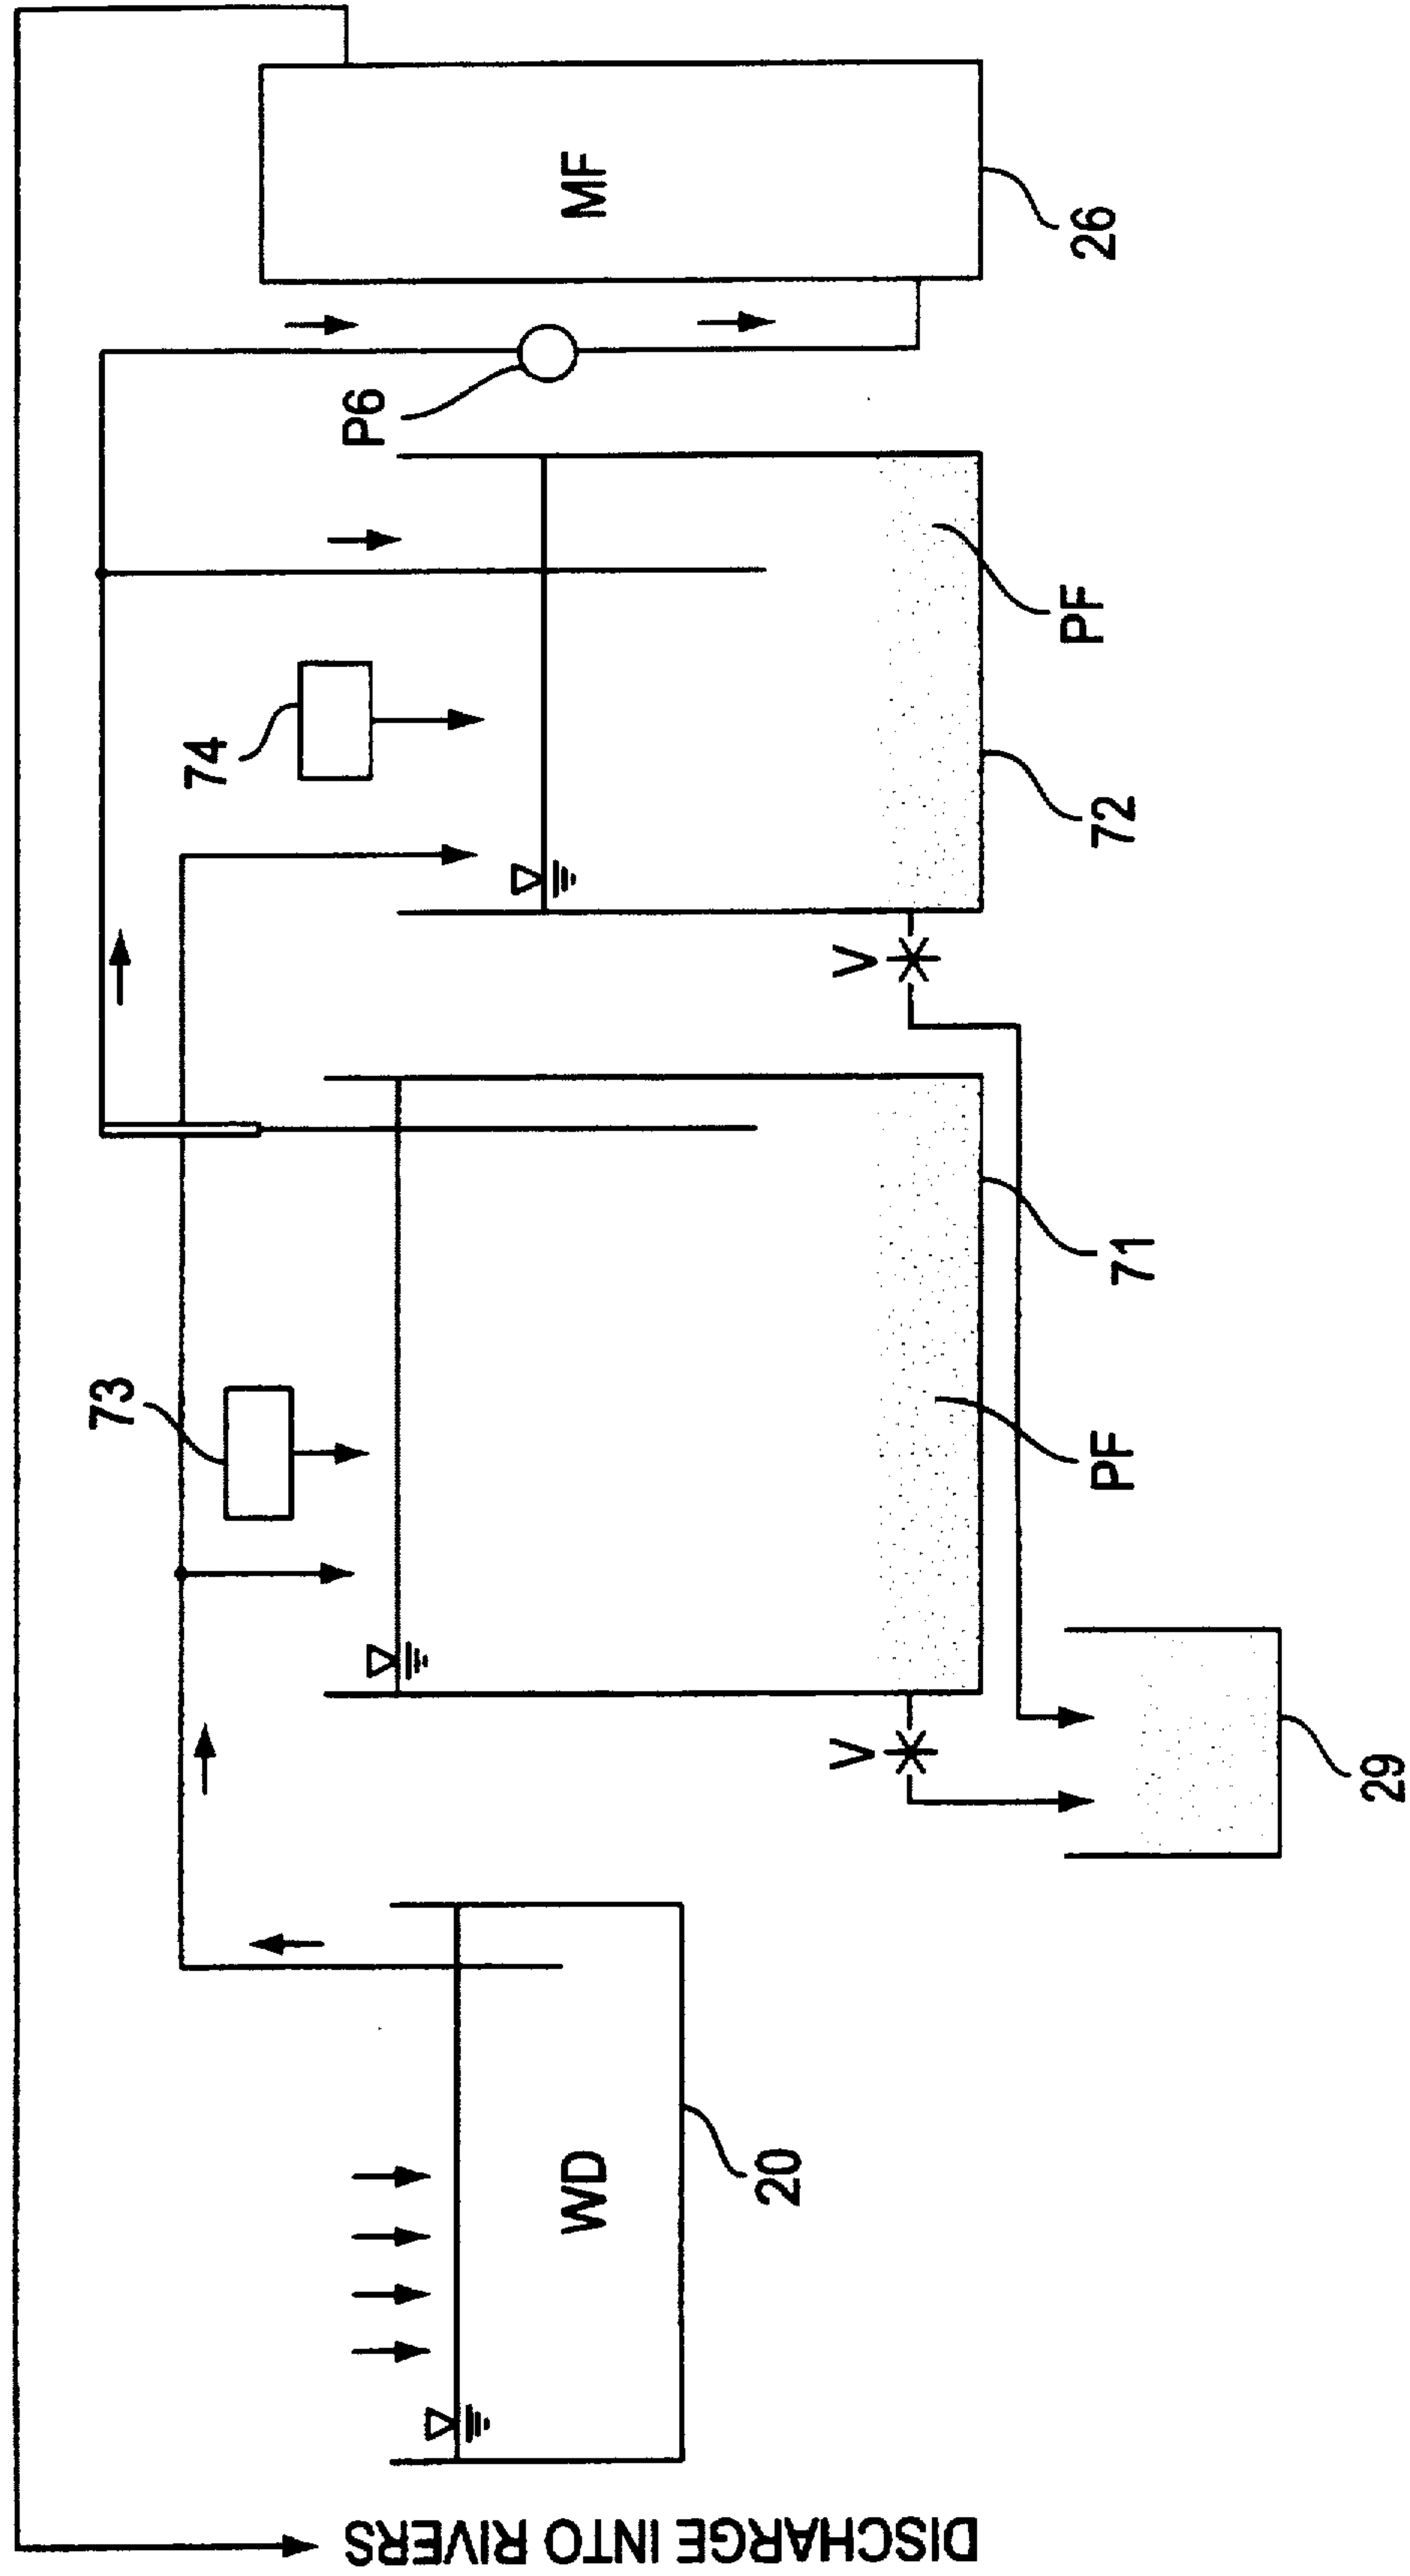 DISCHARGE INTO RIVERS
WD
20
73
V
29
PF
71
74
V
72
PF
P6
MF
26